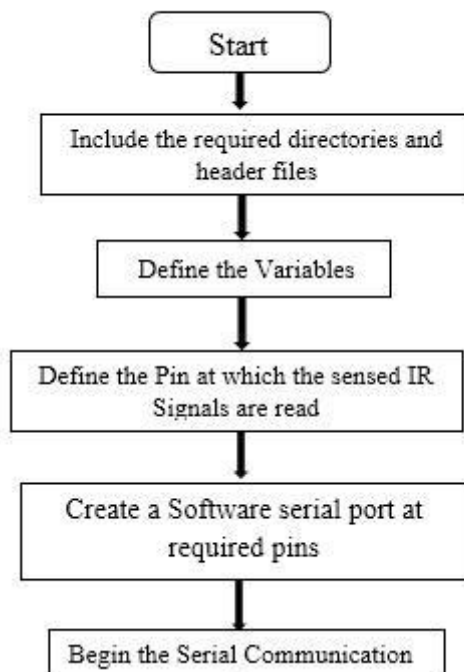 Start
Include the required directories and
header files
Define the Variables
Define the Pin at which the sensed IR
Signals are read
Create a Software serial port at
required pins
Begin the Serial Communication